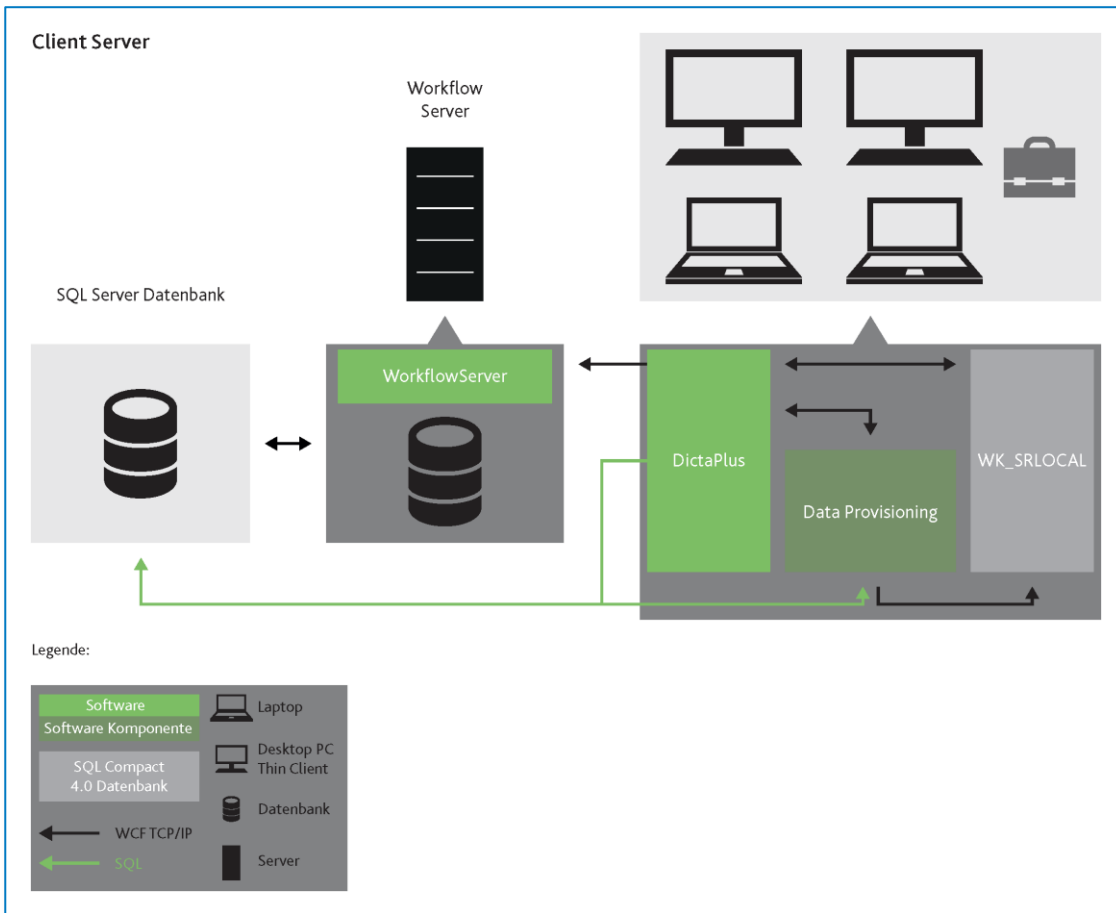 Client Server
Workflow
Server
SQL Server Datenbank
WorkflowServer
DictaPlus
Data Provisioning
WK_SRLOCAL
Legende:
Software
Software Komponente
SQL Compact
4.0 Datenbank
WCF TCP/IP
SQL
Laptop
Desktop PC
Thin Client
Datenbank
Server